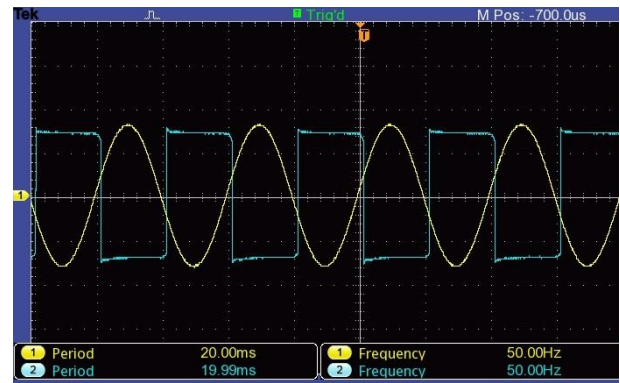 Tek
T Trig'd
M Pos: -700.0us
T
1
1 Period 20.00ms
2 Period 19.99ms
1 Frequency 50.00Hz
2 Frequency 50.00Hz